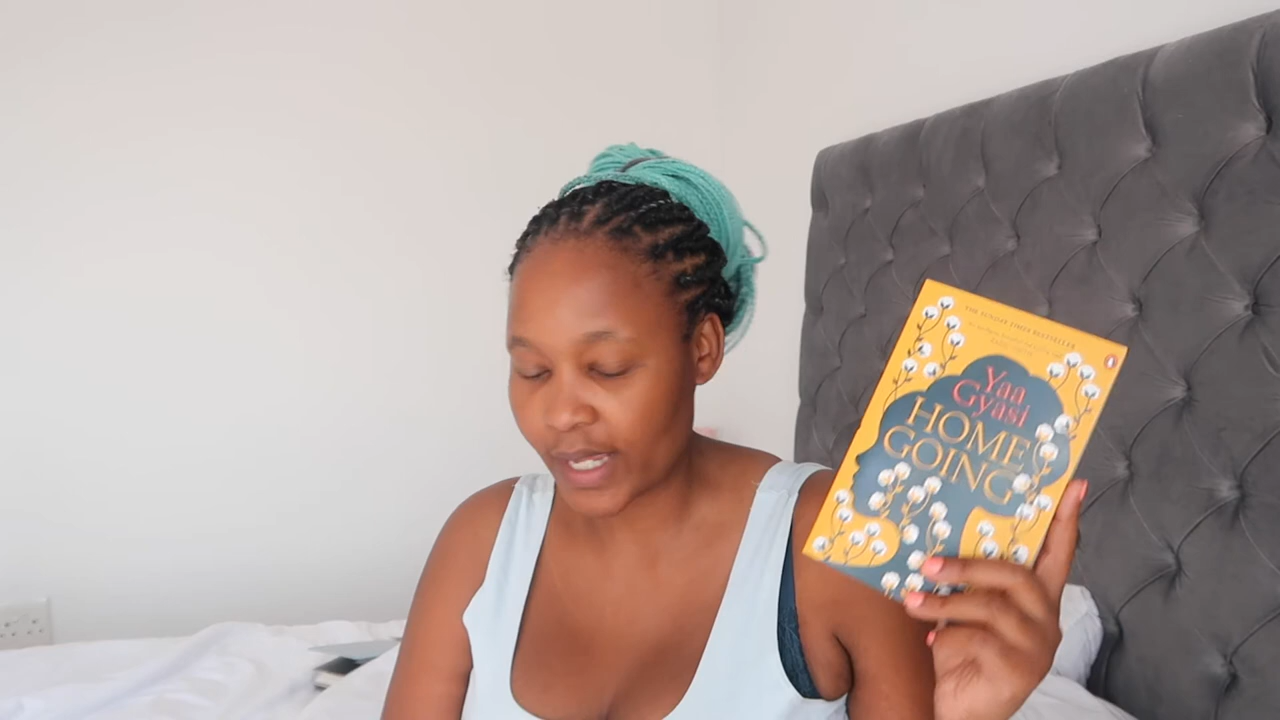 THE SUNDAY TIMES BESTSELLER
Yaa
Gyasi
HOME
GOING